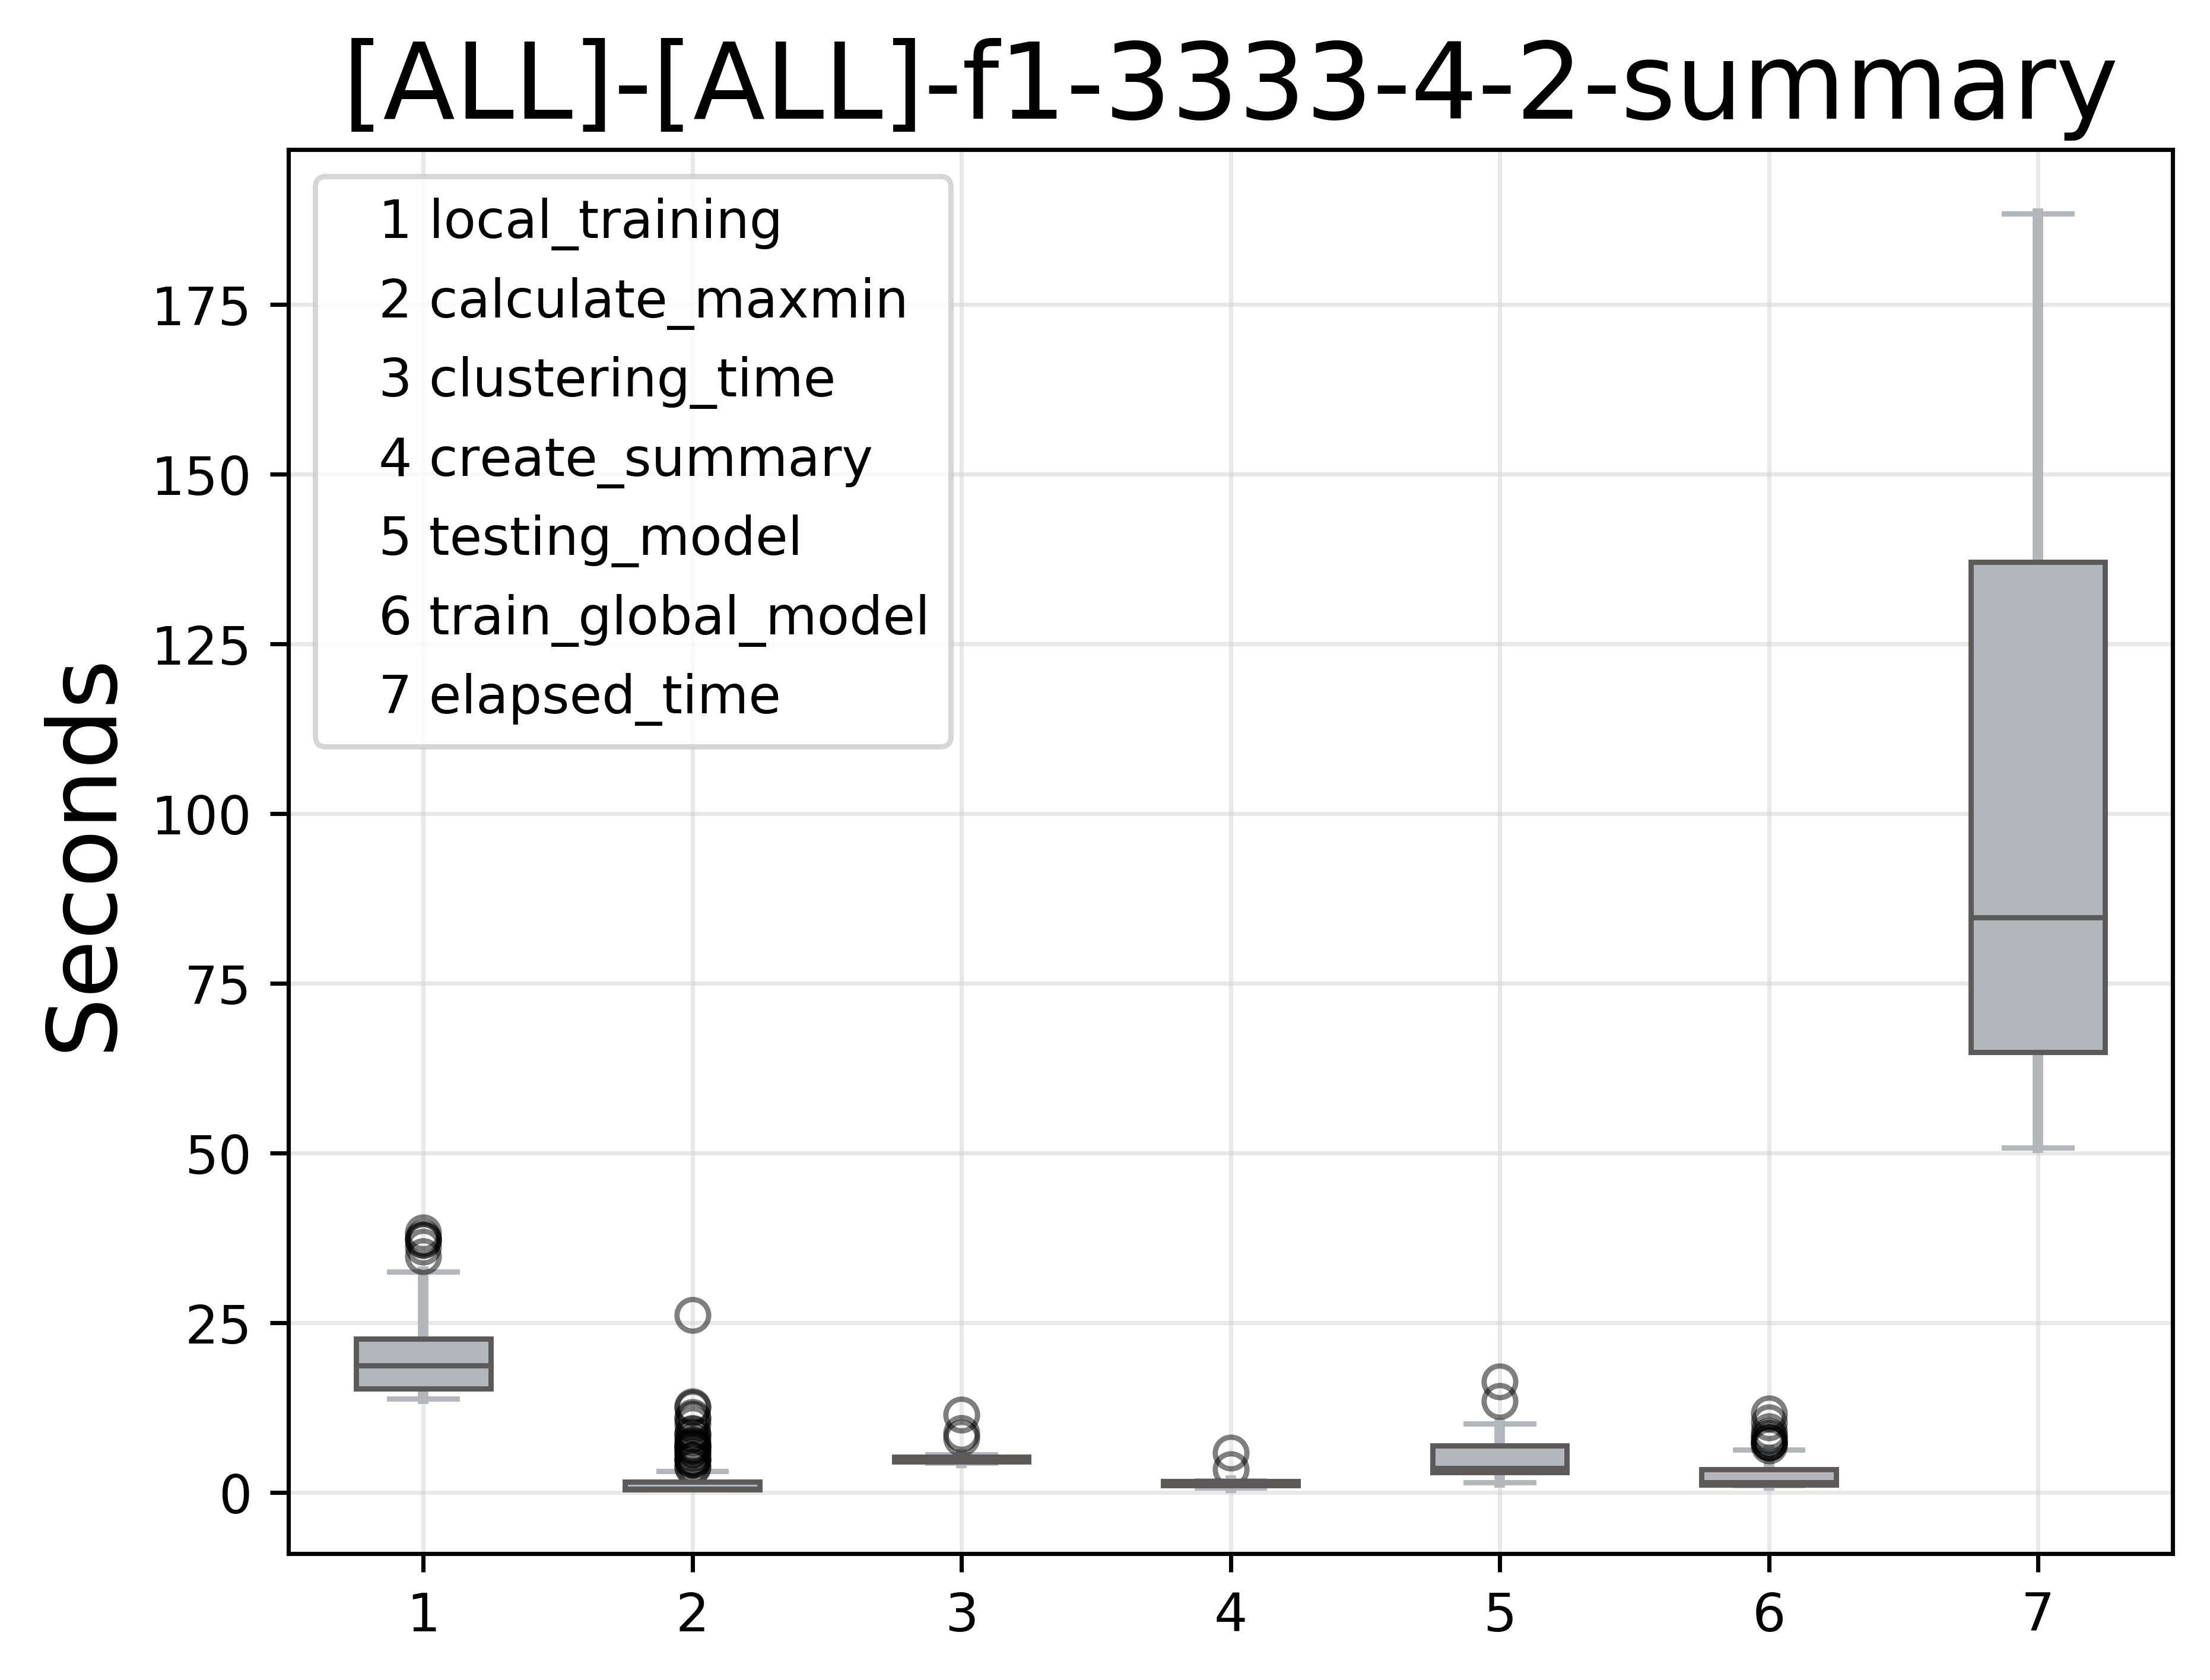 [ALL]-[ALL]-f1-3333-4-2-summary
1 local_training
2 calculate_maxmin
3 clustering_time
4 create_summary
5 testing_model
6 train_global_model
7 elapsed_time
Seconds
175
150
125
100
75
50
25
0
1 2 3 4 5 6 7